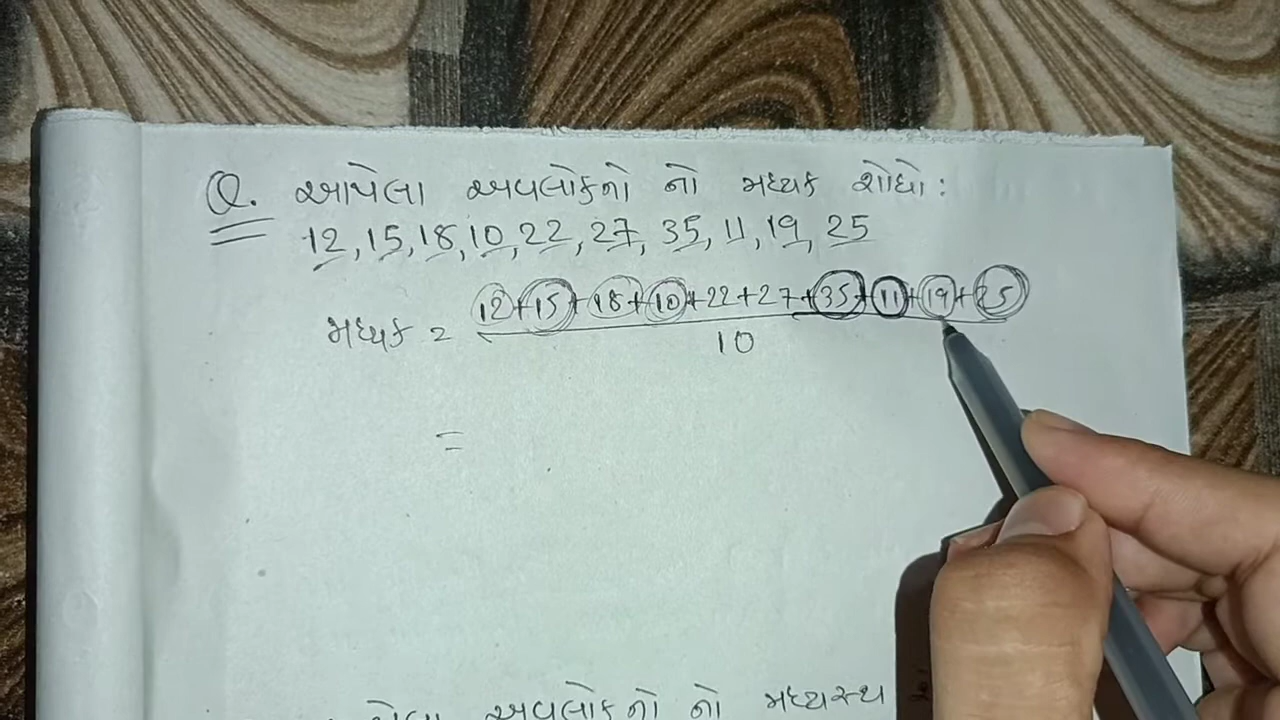 Q. આપેલા અવલોકનો નો મધ્યક શોધો:
12, 15, 18, 10, 22, 27, 35, 11, 19, 25
મધ્યક = 12+15+18+10+22+27+35+11+19+25
10
=
અવલોકનો નો મધ્યસ્થ